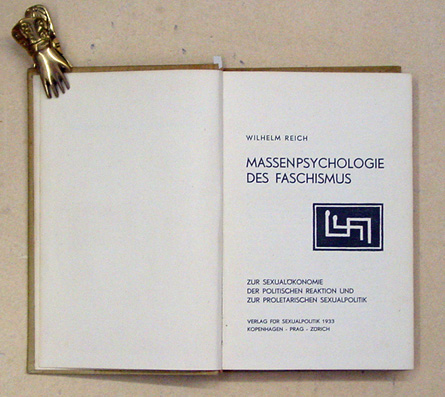 WILHELM REICH
MASSENPSYCHOLOGIE
DES FASCHISMUS
ZUR SEXUALÖKONOMIE
DER POLITISCHEN REAKTION UND
ZUR PROLETARISCHEN SEXUALPOLITIK
VERLAG FÜR SEXUALPOLITIK 1933
KOPENHAGEN - PRAG - ZÜRICH